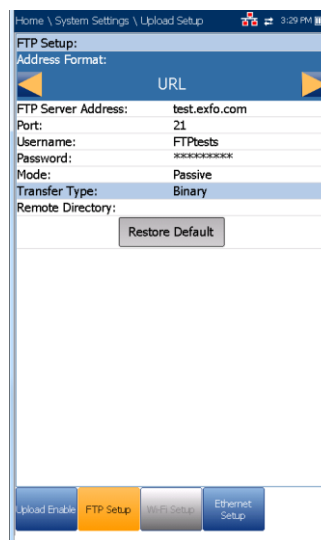 Home \ System Settings \ Upload Setup 3:29 PM
FTP Setup:
Address Format:
URL
FTP Server Address: test.exfo.com
Port: 21
Username: FTPtests
Password: *********
Mode: Passive
Transfer Type: Binary
Remote Directory:
Restore Default
Upload Enable FTP Setup Wi-Fi Setup Ethernet
Setup